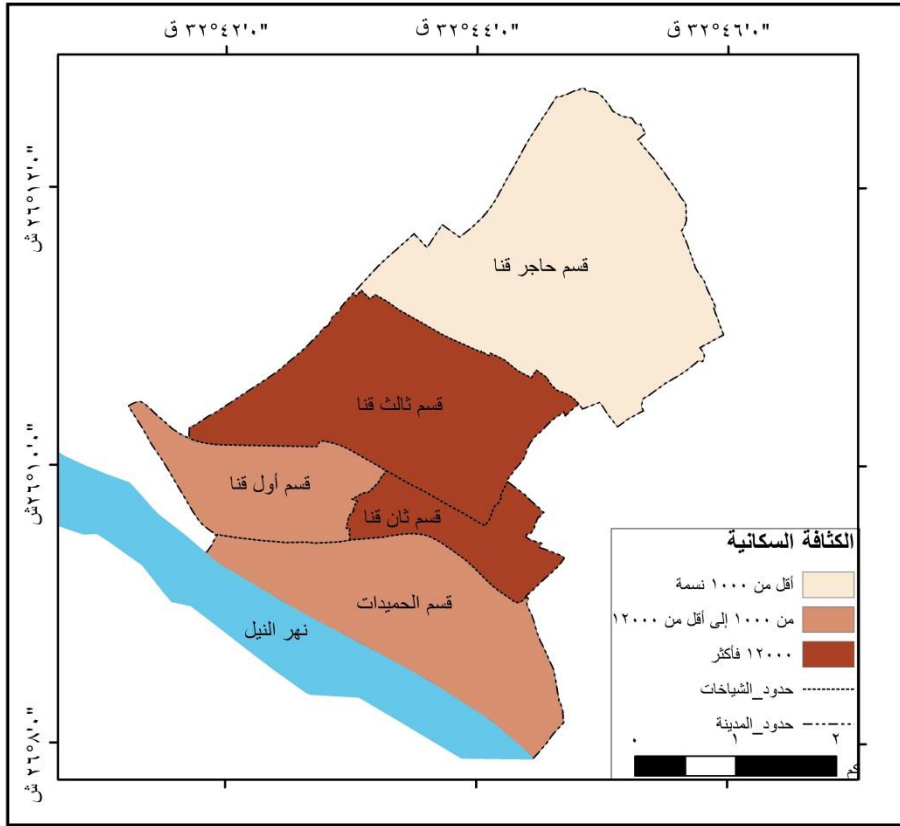 ٣٢°٤٢'٠" ق
٣٢°٤٤'٠" ق
٣٢°٤٦'٠" ق
٢٦°١٢'٠" ش
٢٦°١٠'٠" ش
٢٦°٨'٠" ش
قسم حاجر قنا
قسم ثالث قنا
قسم أول قنا
قسم ثان قنا
قسم الحميدات
نهر النيل
الكثافة السكانية
أقل من ١٠٠٠ نسمة
من ١٠٠٠ إلى أقل من ١٢٠٠٠
١٢٠٠٠ فأكثر
حدود_الشياخات
حدود_المدينة
٠ ١ ٢
كم